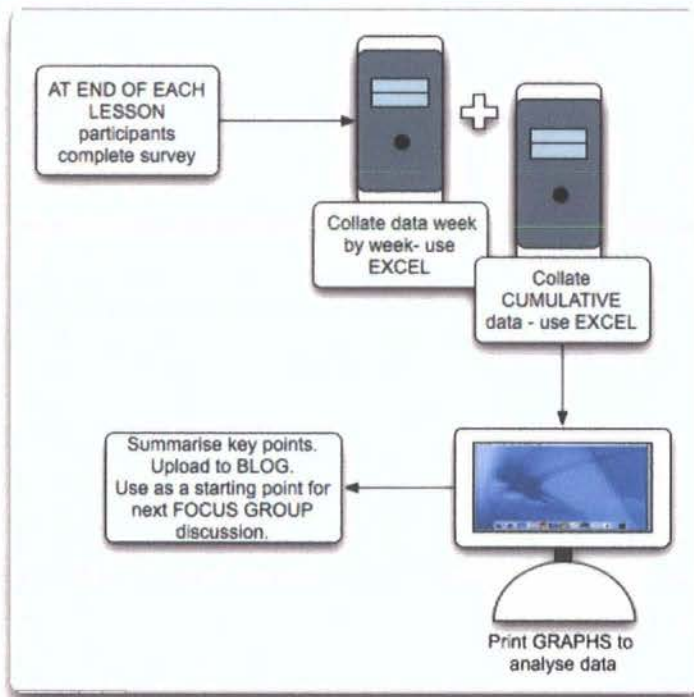 AT END OF EACH
LESSON
participants
complete survey
Collate data week
by week- use
EXCEL
Collate
CUMULATIVE
data - use EXCEL
Summarise key points.
Upload to BLOG.
Use as a starting point for
next FOCUS GROUP
discussion.
Print GRAPHS to
analyse data